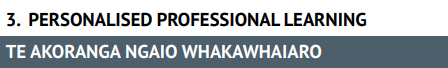 3. PERSONALISED PROFESSIONAL LEARNING
TE AKORANGA NGAIO WHAKAWHAIARO